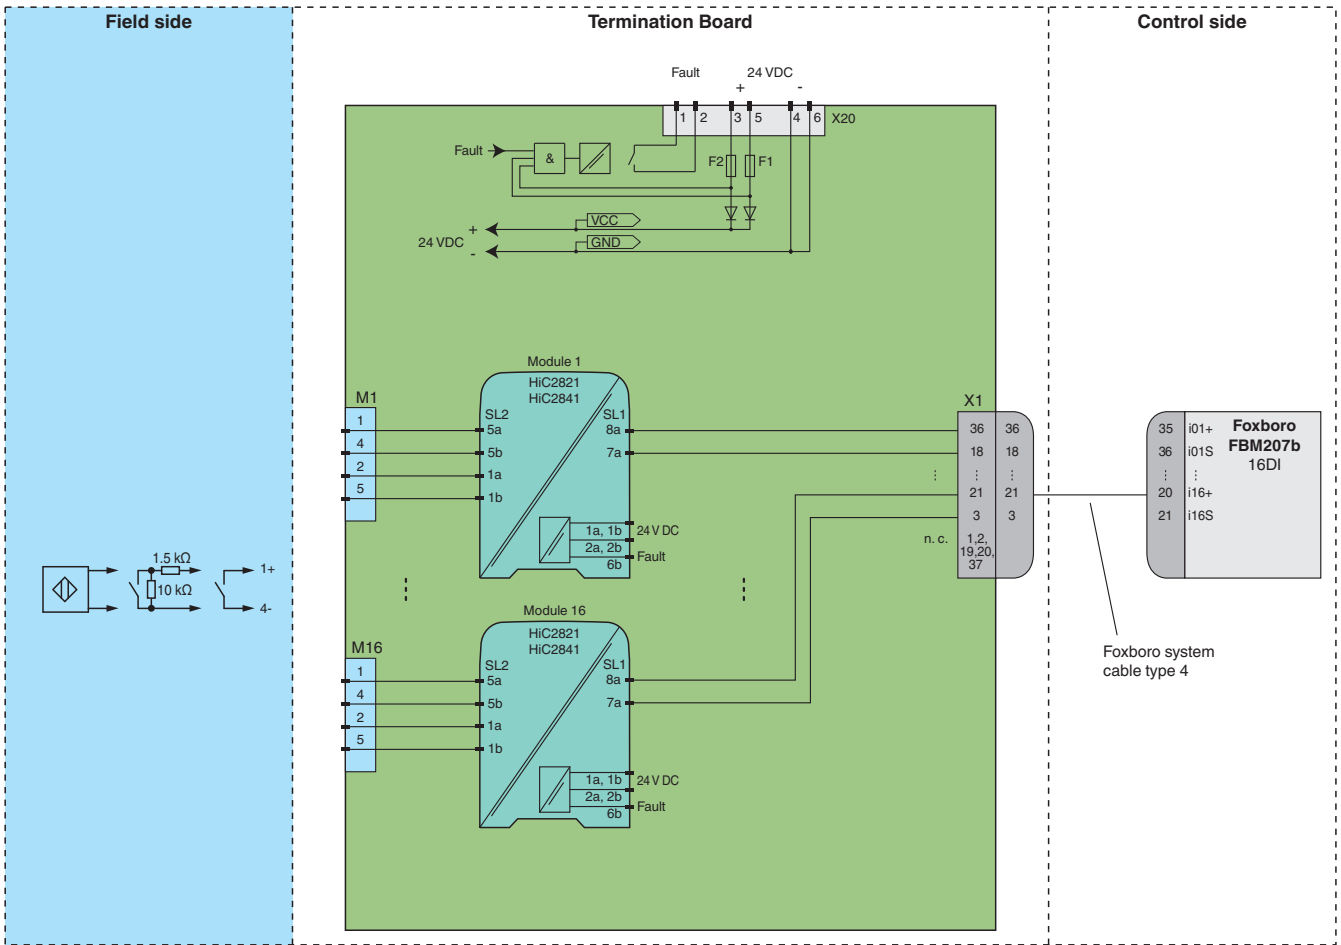 Field side
Termination Board
Control side
Fault 24 VDC
+ -
1 2 3 5 4 6 X20
Fault
&
F2 F1
VCC
+
24 VDC
GND
-
Module 1
HiC2821
HiC2841
M1
1
4
2
5
SL2
5a
5b
1a
1b
SL1
8a
7a
1a, 1b
2a, 2b
6b
24 V DC
Fault
X1
36 36
18 18
⋮ ⋮ ⋮
21 21
3 3
n. c. 1,2,
19,20,
37
35 i01+
36 i01S
⋮ ⋮
20 i16+
21 i16S
Foxboro
FBM207b
16DI
1.5 kΩ
10 kΩ
1+
4-
Module 16
HiC2821
HiC2841
M16
1
4
2
5
SL2
5a
5b
1a
1b
SL1
8a
7a
1a, 1b
2a, 2b
6b
24 V DC
Fault
Foxboro system
cable type 4